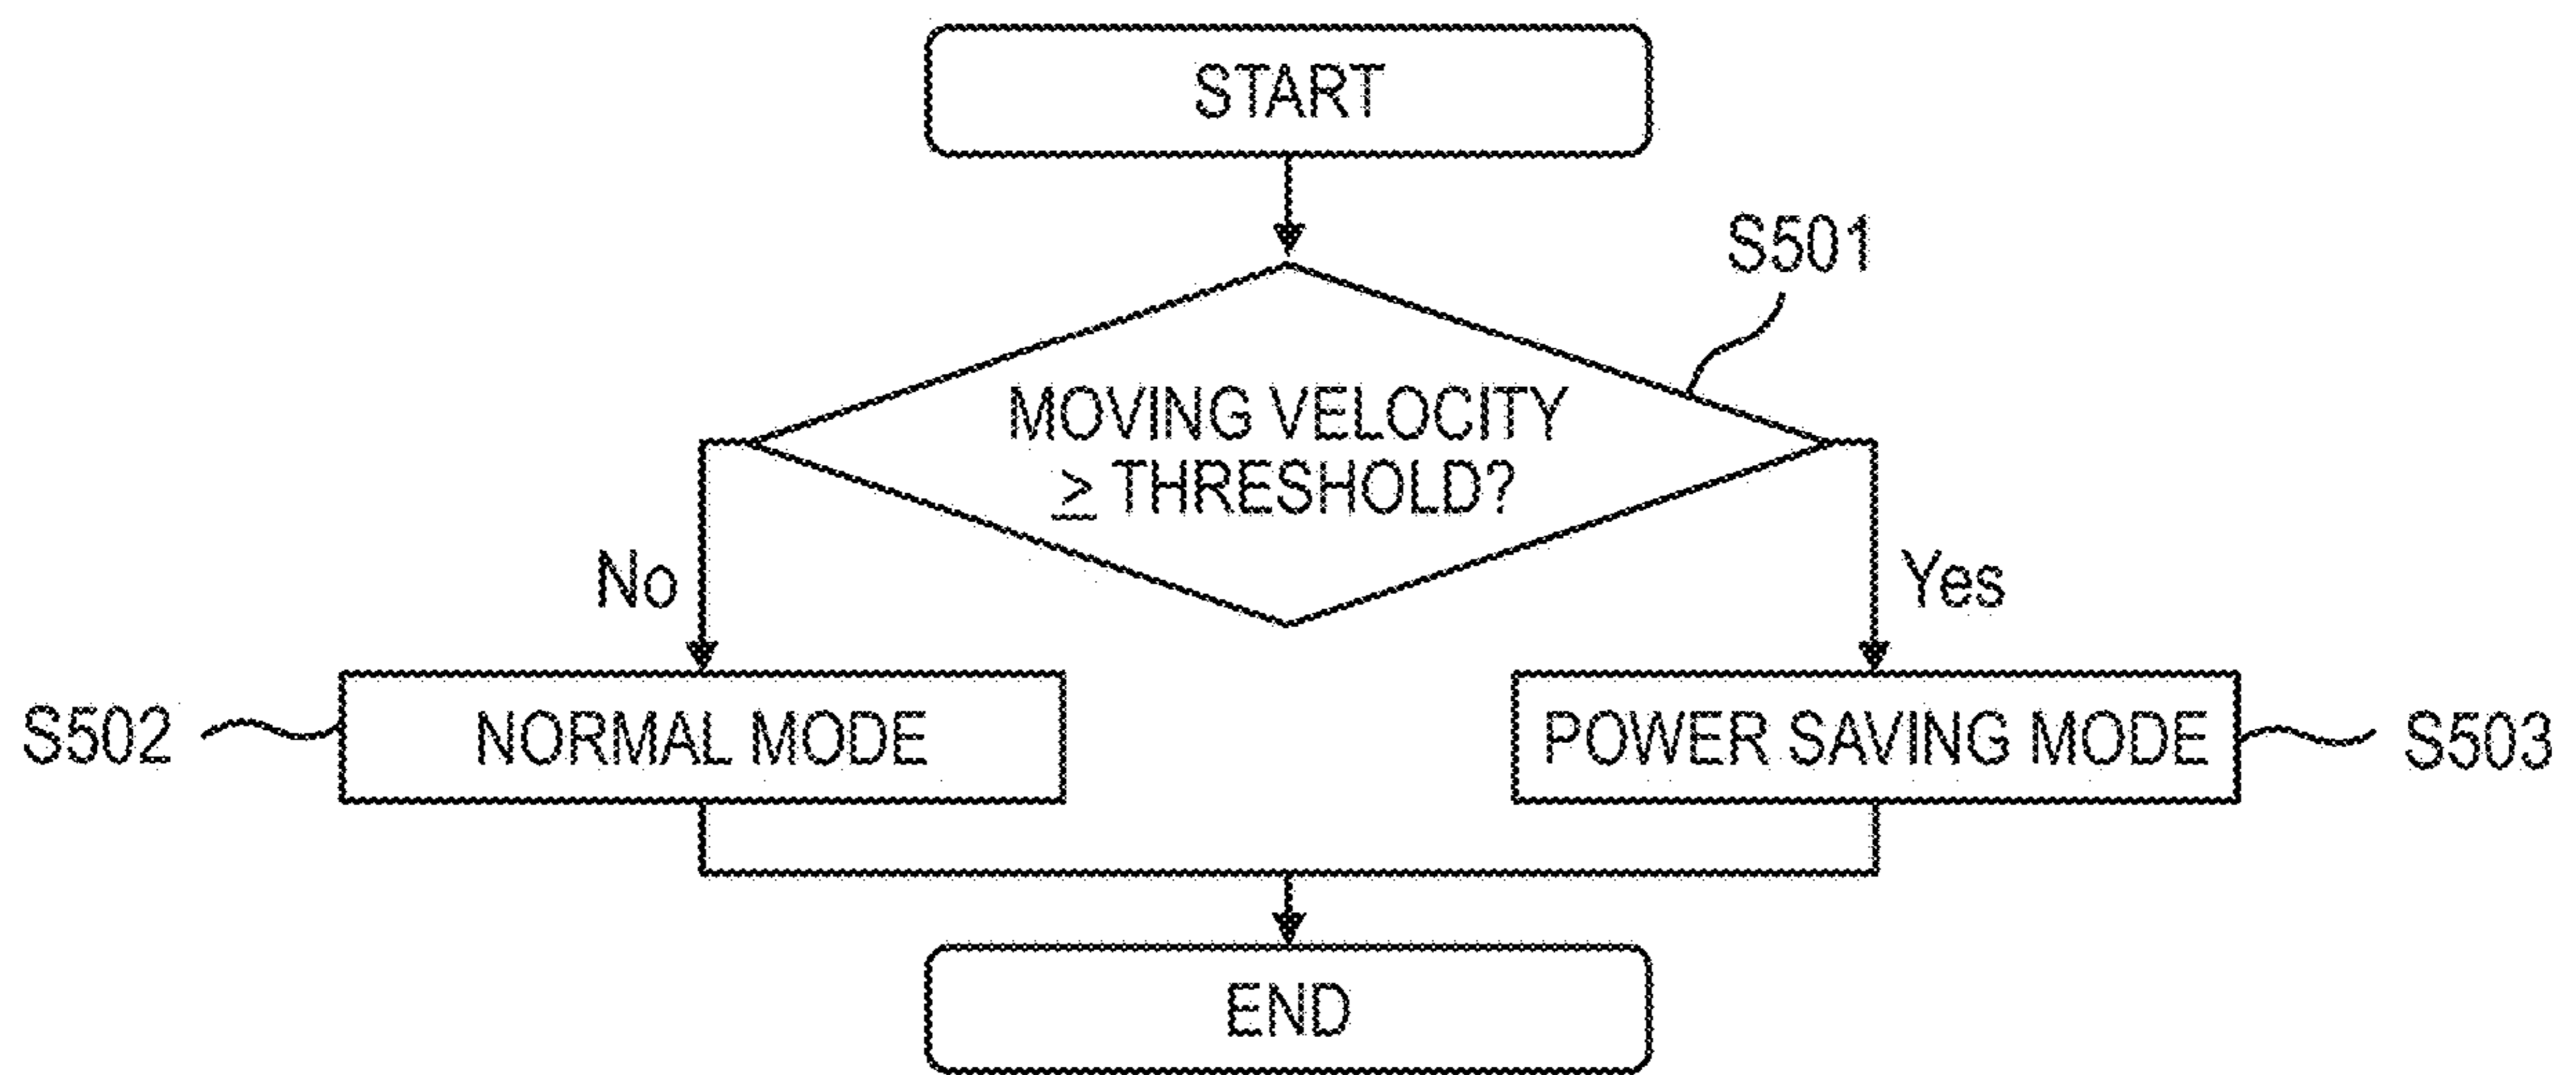 START
S501
MOVING VELOCITY
≥ THRESHOLD?
No
Yes
S502
NORMAL MODE
POWER SAVING MODE
S503
END